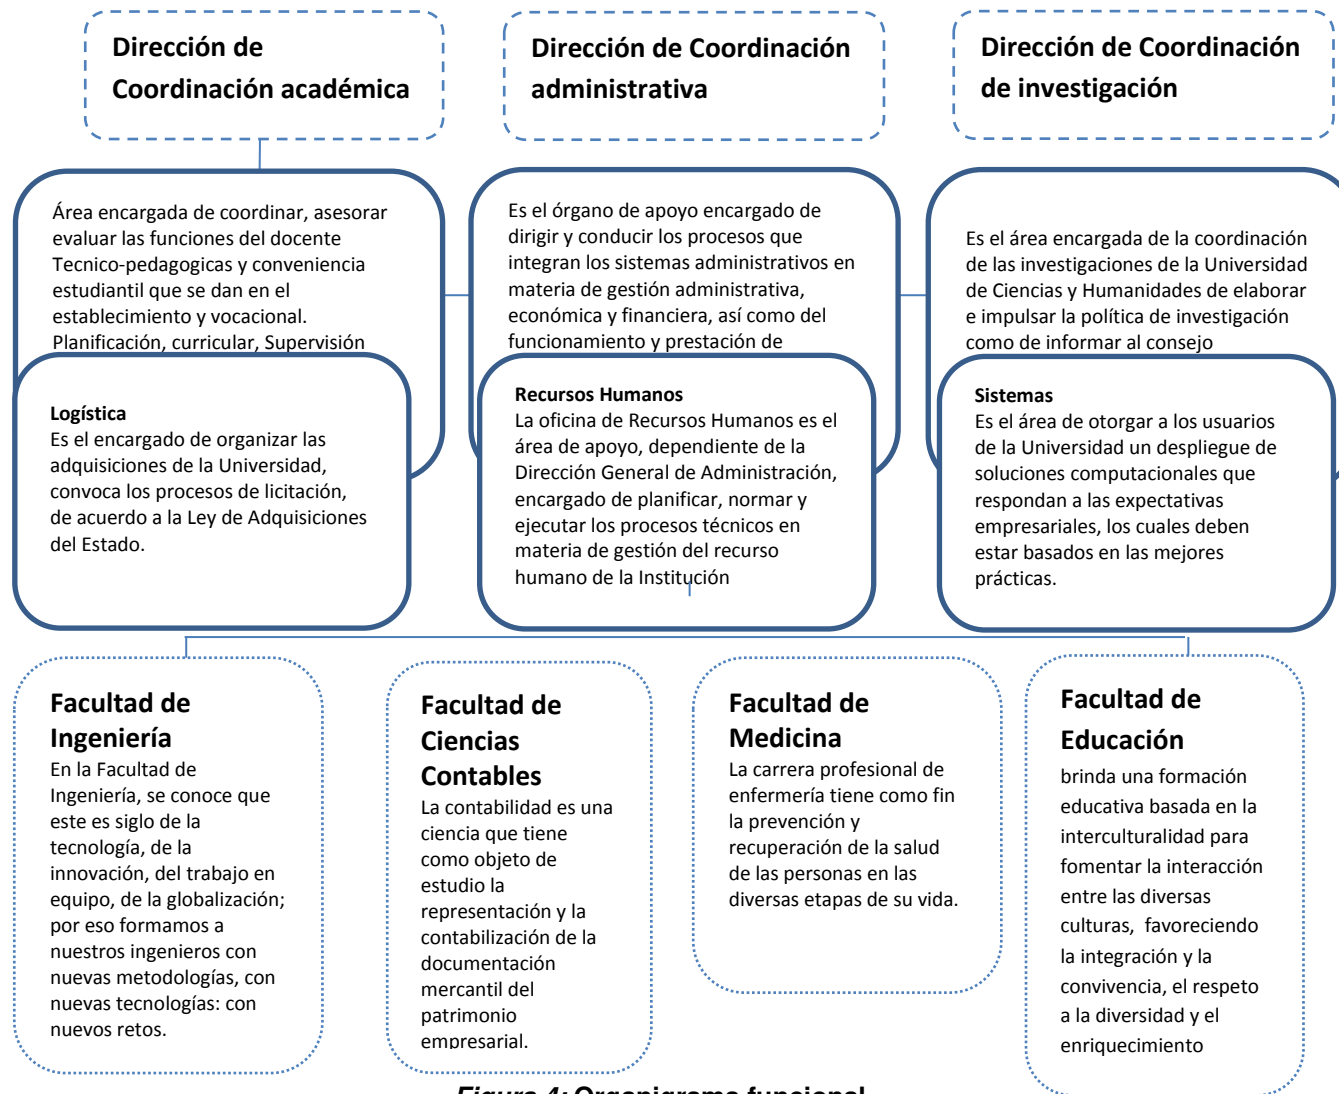 Dirección de
Coordinación académica
Dirección de Coordinación
administrativa
Dirección de Coordinación
de investigación
Área encargada de coordinar, asesorar
evaluar las funciones del docente
Tecnico-pedagogicas y conveniencia
estudiantil que se dan en el
establecimiento y vocacional.
Planificación, curricular, Supervisión
Es el órgano de apoyo encargado de
dirigir y conducir los procesos que
integran los sistemas administrativos en
materia de gestión administrativa,
económica y financiera, así como del
funcionamiento y prestación de
Es el área encargada de la coordinación
de las investigaciones de la Universidad
de Ciencias y Humanidades de elaborar
e impulsar la política de investigación
como de informar al consejo
Logística
Es el encargado de organizar las
adquisiciones de la Universidad,
convoca los procesos de licitación,
de acuerdo a la Ley de Adquisiciones
del Estado.
Recursos Humanos
La oficina de Recursos Humanos es el
área de apoyo, dependiente de la
Dirección General de Administración,
encargado de planificar, normar y
ejecutar los procesos técnicos en
materia de gestión del recurso
humano de la Institución
Sistemas
Es el área de otorgar a los usuarios
de la Universidad un despliegue de
soluciones computacionales que
respondan a las expectativas
empresariales, los cuales deben
estar basados en las mejores
prácticas.
Facultad de
Ingeniería
En la Facultad de
Ingeniería, se conoce que
este es siglo de la
tecnología, de la
innovación, del trabajo en
equipo, de la globalización;
por eso formamos a
nuestros ingenieros con
nuevas metodologías, con
nuevas tecnologías: con
nuevos retos.
Facultad de
Ciencias
Contables
La contabilidad es una
ciencia que tiene
como objeto de
estudio la
representación y la
contabilización de la
documentación
mercantil del
patrimonio
empresarial.
Facultad de
Medicina
La carrera profesional de
enfermería tiene como fin
la prevención y
recuperación de la salud
de las personas en las
diversas etapas de su vida.
Facultad de
Educación
brinda una formación
educativa basada en la
interculturalidad para
fomentar la interacción
entre las diversas
culturas, favoreciendo
la integración y la
convivencia, el respeto
a la diversidad y el
enriquecimiento
Figura 4: Organigrama funcional